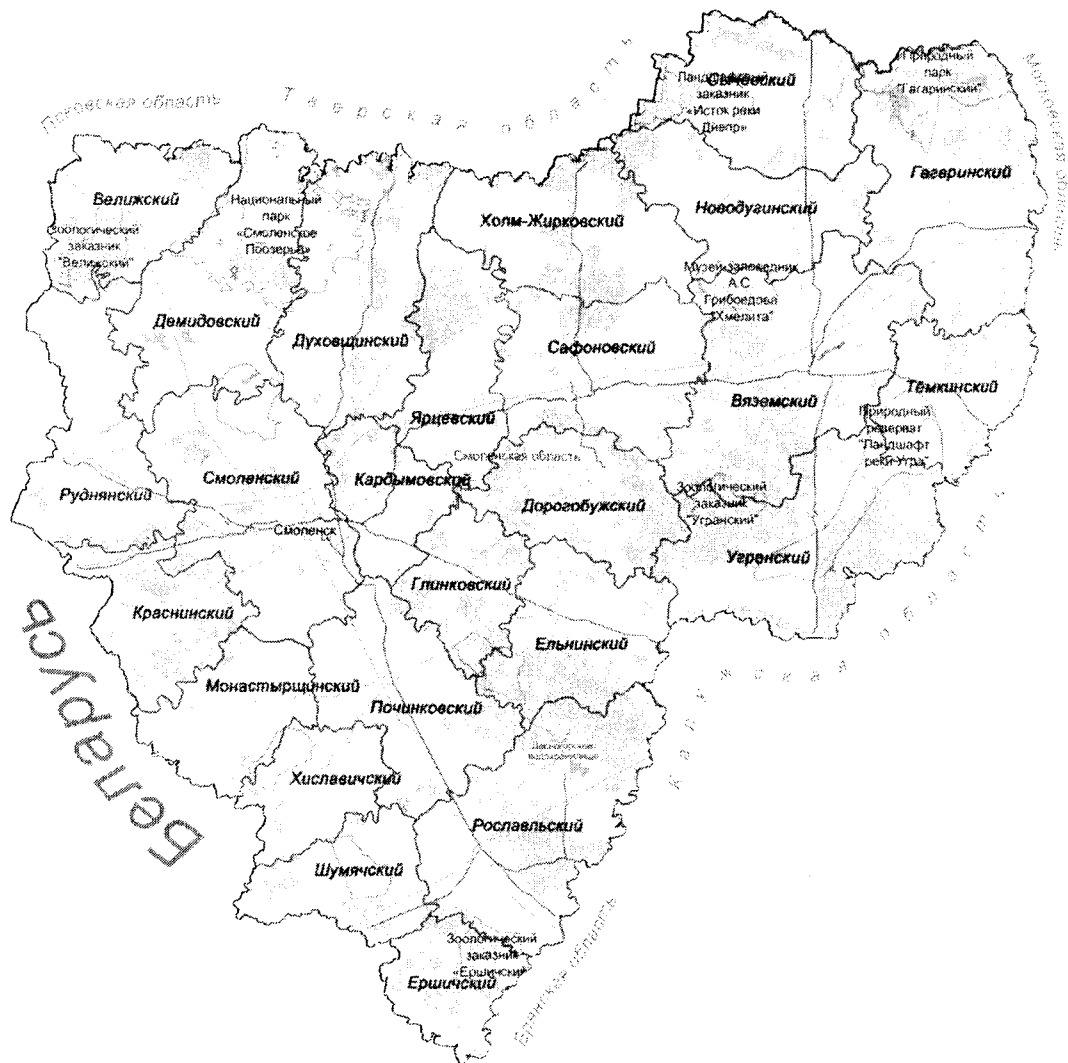 Псковская область
Тверская область
Московская область
Ландшафтный
заказник
«Исток реки
Днепр»
Сычевский
Природный
парк
"Гагаринский"
Гагаринский
Велижский
Зоологический
заказник
"Велижский"
Национальный
парк
«Смоленское
Поозерье»
Холм-Жирковский
Новодугинский
Музей-заповедник
А.С.
Грибоедова
"Хмелита"
Демидовский
Духовщинский
Сафоновский
Тёмкинский
Ярцевский
Вяземский
Природный
резерват
"Ландшафт
реки Угра"
Смоленская область
Руднянский
Смоленский
Кардымовский
Дорогобужский
Зоологический
заказник
"Угранский"
Смоленск
Угранский
Глинковский
Краснинский
Ельнинский
Калужская область
Беларусь
Монастырщинский
Починковский
Десногорское
водохранилище
Хиславичский
Рославльский
Шумячский
Зоологический
заказник
«Ершичский»
Ершичский
Брянская область